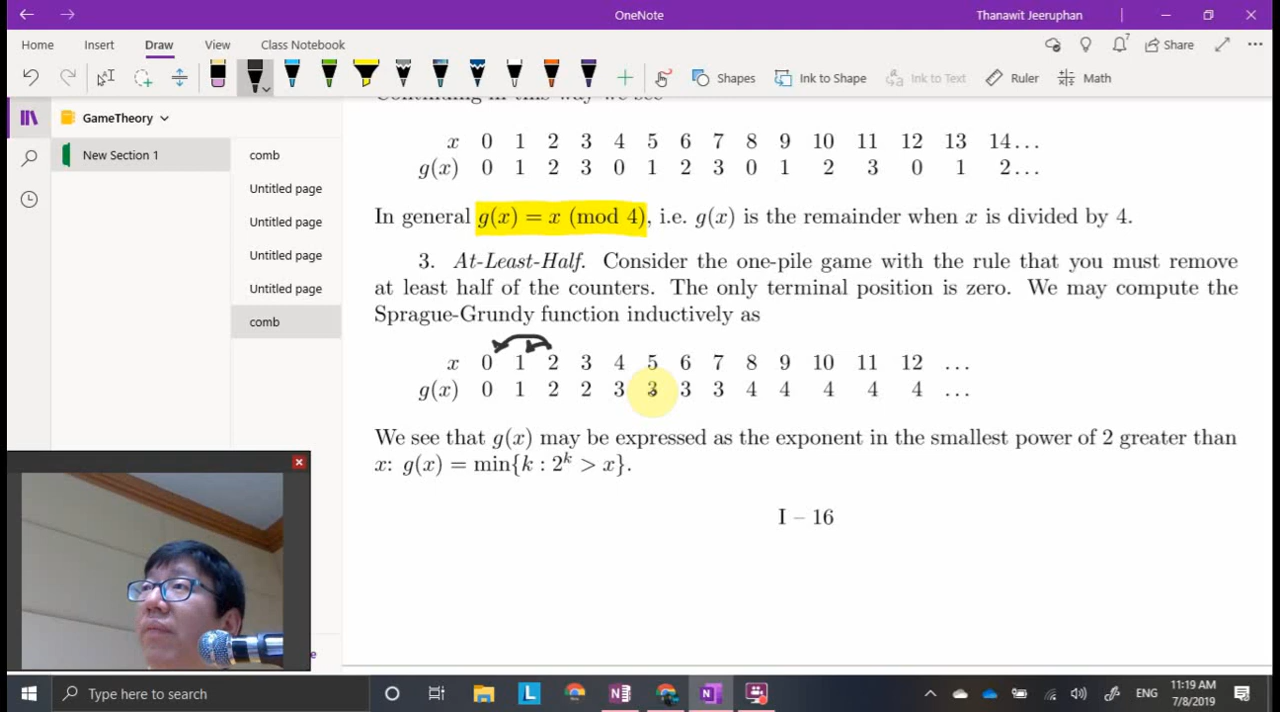 OneNote
Thanawit Jeeruphan
Home Insert Draw View Class Notebook
7
Share
Shapes Ink to Shape Ink to Text Ruler Math
GameTheory
New Section 1
comb
Untitled page
Untitled page
Untitled page
Untitled page
comb
Continuing in this way we see
x 0 1 2 3 4 5 6 7 8 9 10 11 12 13 14...
g(x) 0 1 2 3 0 1 2 3 0 1 2 3 0 1 2...
In general g(x) = x (mod 4), i.e. g(x) is the remainder when x is divided by 4.
3. At-Least-Half. Consider the one-pile game with the rule that you must remove
at least half of the counters. The only terminal position is zero. We may compute the
Sprague-Grundy function inductively as
x 0 1 2 3 4 5 6 7 8 9 10 11 12 ...
g(x) 0 1 2 2 3 3 3 3 4 4 4 4 4 ...
We see that g(x) may be expressed as the exponent in the smallest power of 2 greater than
x: g(x) = min{k : 2^k > x}.
I – 16
Type here to search
L
N
N
ENG
11:19 AM
7/8/2019